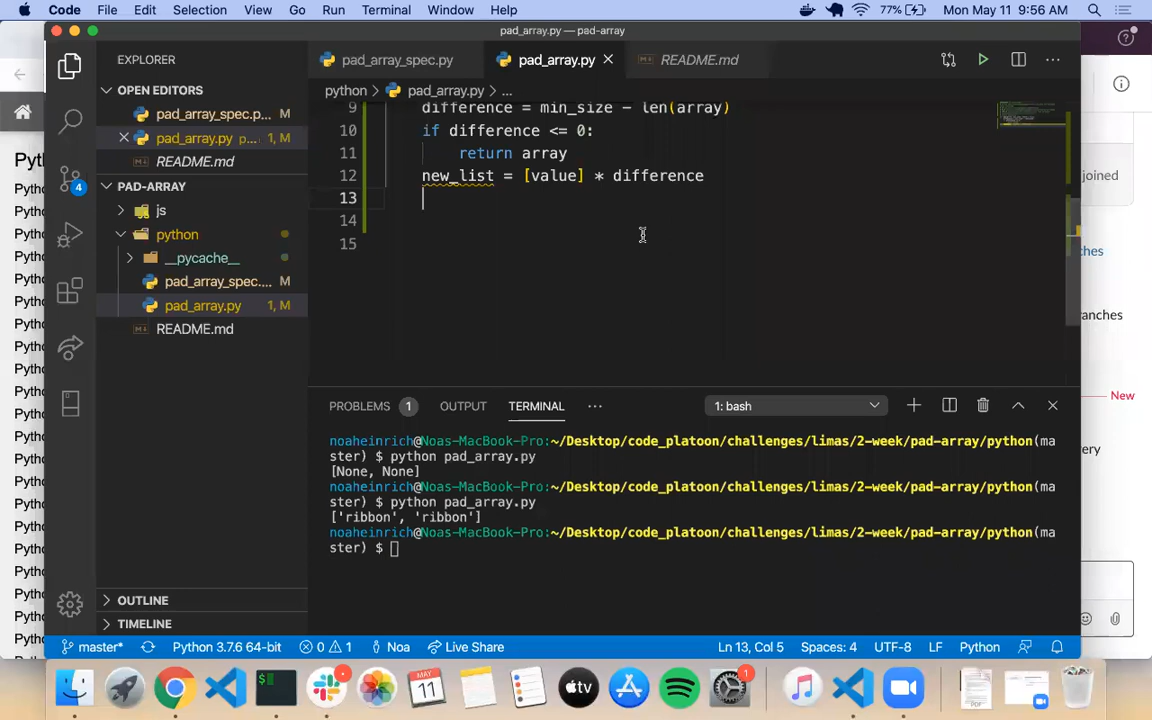 Code File Edit Selection View Go Run Terminal Window Help 77% Mon May 11 9:56 AM
pad_array.py — pad-array
EXPLORER
pad_array_spec.py
pad_array.py
README.md
OPEN EDITORS
python > pad_array.py > ...
pad_array_spec.p... M
pad_array.py p... 1, M
README.md
PAD-ARRAY
js
python
__pycache__
pad_array_spec.... M
pad_array.py 1, M
README.md
OUTLINE
TIMELINE
4
9 difference = min_size - len(array)
10 if difference <= 0:
11 return array
12 new_list = [value] * difference
13
14
15
PROBLEMS 1 OUTPUT TERMINAL ... 1: bash
noaheinrich@Noas-MacBook-Pro:~/Desktop/code_platoon/challenges/limas/2-week/pad-array/python(ma
ster) $ python pad_array.py
[None, None]
noaheinrich@Noas-MacBook-Pro:~/Desktop/code_platoon/challenges/limas/2-week/pad-array/python(ma
ster) $ python pad_array.py
['ribbon', 'ribbon']
noaheinrich@Noas-MacBook-Pro:~/Desktop/code_platoon/challenges/limas/2-week/pad-array/python(ma
ster) $
master* Python 3.7.6 64-bit 0 1 Noa Live Share Ln 13, Col 5 Spaces: 4 UTF-8 LF Python
joined
New
11
tv
1